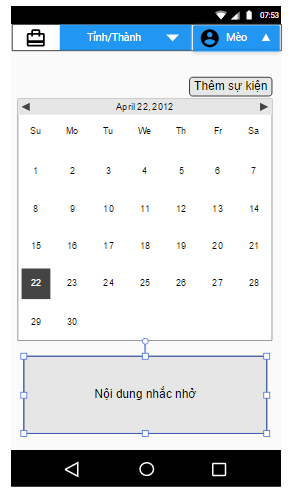 07:53
Tỉnh/Thành Mèo
Thêm sự kiện
April 22, 2012
Su Mo Tu We Th Fr Sa
1 2 3 4 5 6 7
8 9 10 11 12 13 14
15 16 17 18 19 20 21
22 23 24 25 26 27 28
29 30
Nội dung nhắc nhở